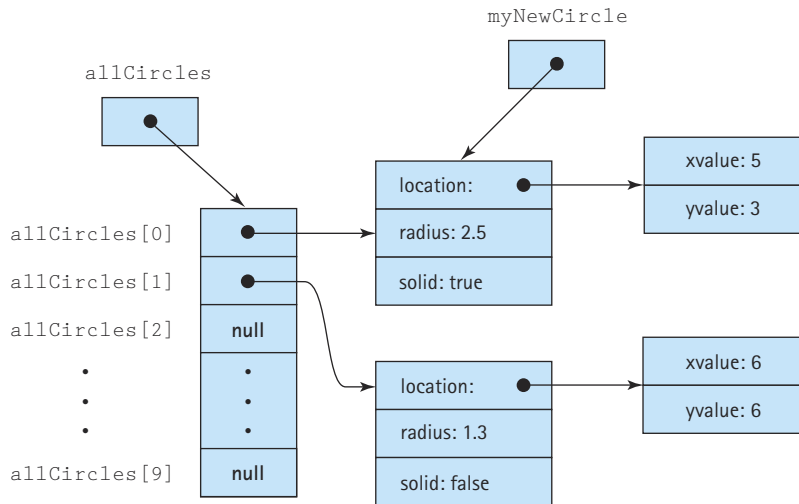 myNewCircle
allCircles
allCircles[0]
allCircles[1]
allCircles[2]
null
•
•
•
•
•
•
allCircles[9]
null
location:
radius: 2.5
solid: true
xvalue: 5
yvalue: 3
location:
radius: 1.3
solid: false
xvalue: 6
yvalue: 6